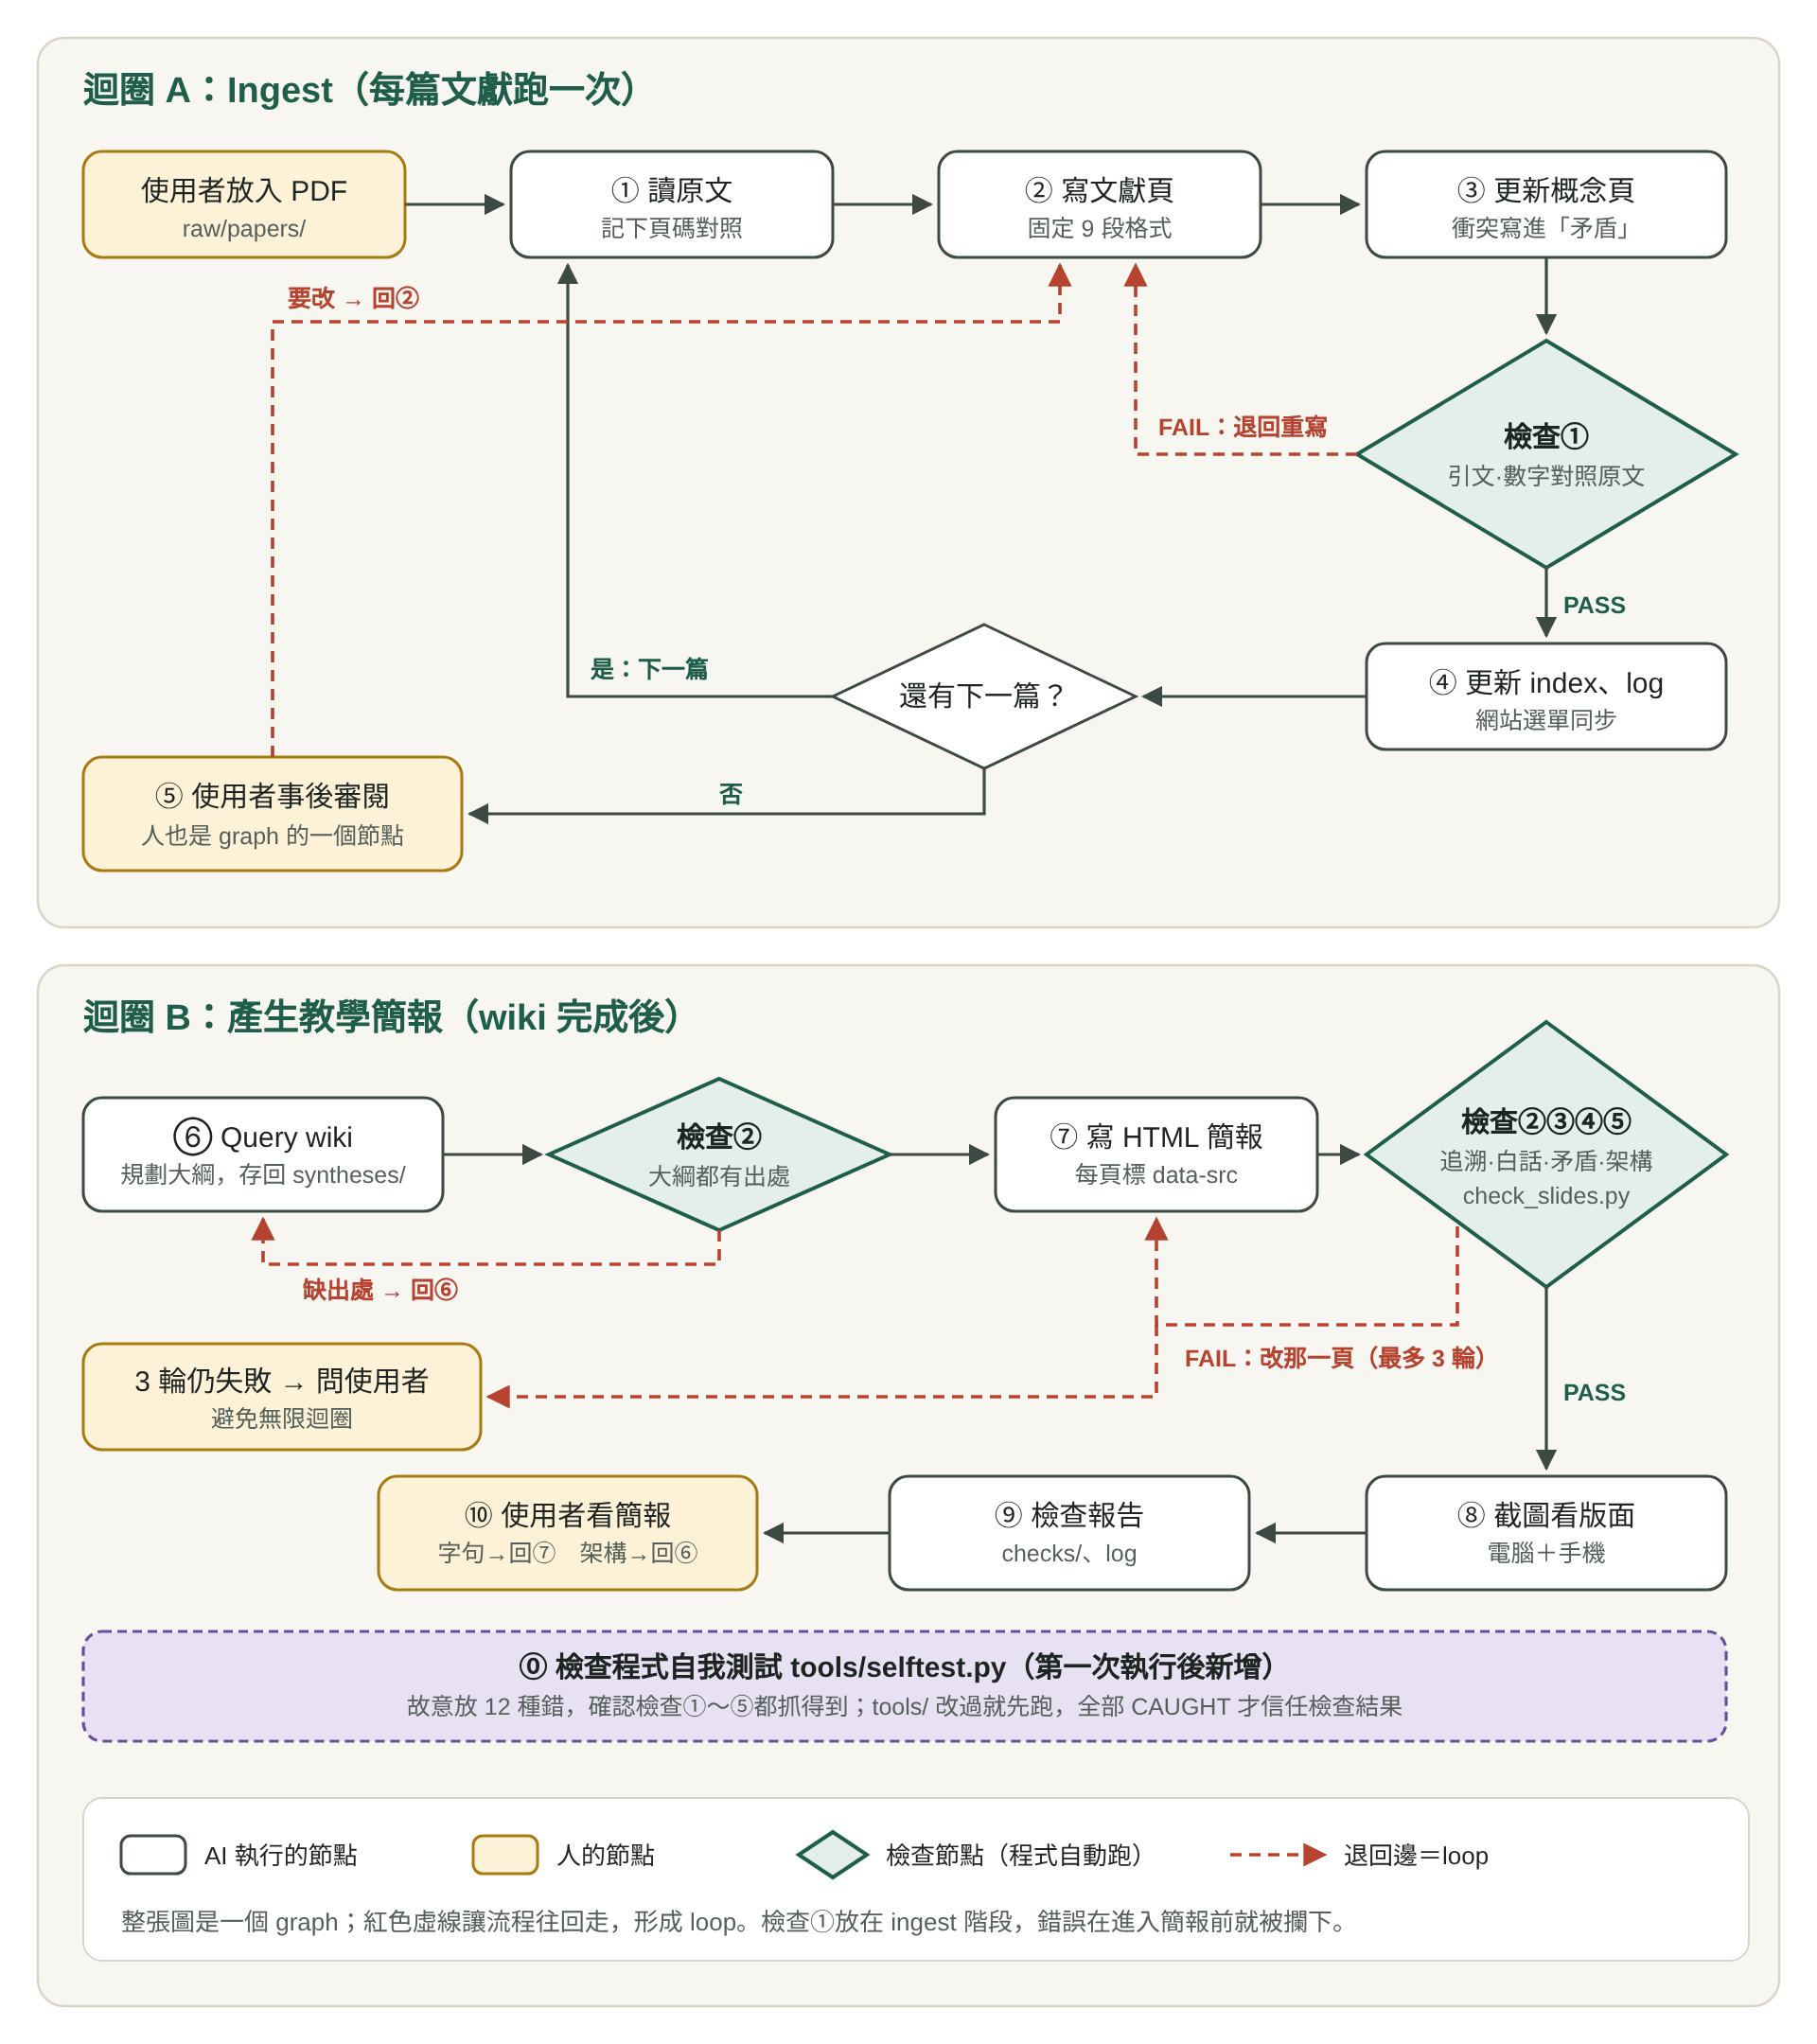 迴圈 A：Ingest（每篇文獻跑一次）
使用者放入 PDF
raw/papers/
① 讀原文
記下頁碼對照
② 寫文獻頁
固定 9 段格式
③ 更新概念頁
衝突寫進「矛盾」
要改 → 回②
FAIL：退回重寫
檢查①
引文·數字對照原文
PASS
是：下一篇
還有下一篇？
④ 更新 index、log
網站選單同步
否
⑤ 使用者事後審閱
人也是 graph 的一個節點
迴圈 B：產生教學簡報（wiki 完成後）
⑥ Query wiki
規劃大綱，存回 syntheses/
檢查②
大綱都有出處
⑦ 寫 HTML 簡報
每頁標 data-src
檢查②③④⑤
追溯·白話·矛盾·架構
check_slides.py
缺出處 → 回⑥
FAIL：改那一頁（最多 3 輪）
3 輪仍失敗 → 問使用者
避免無限迴圈
PASS
⑩ 使用者看簡報
字句→回⑦　架構→回⑥
⑨ 檢查報告
checks/、log
⑧ 截圖看版面
電腦＋手機
⓪ 檢查程式自我測試 tools/selftest.py（第一次執行後新增）
故意放 12 種錯，確認檢查①～⑤都抓得到；tools/ 改過就先跑，全部 CAUGHT 才信任檢查結果
AI 執行的節點
人的節點
檢查節點（程式自動跑）
退回邊＝loop
整張圖是一個 graph；紅色虛線讓流程往回走，形成 loop。檢查①放在 ingest 階段，錯誤在進入簡報前就被攔下。